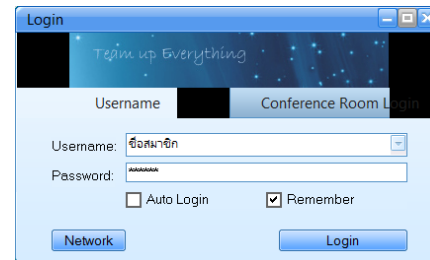 Login
Team up Everything
Username
Conference Room Login
Username: ชื่อสมาชิก
Password: ******
Auto Login
Remember
Network
Login